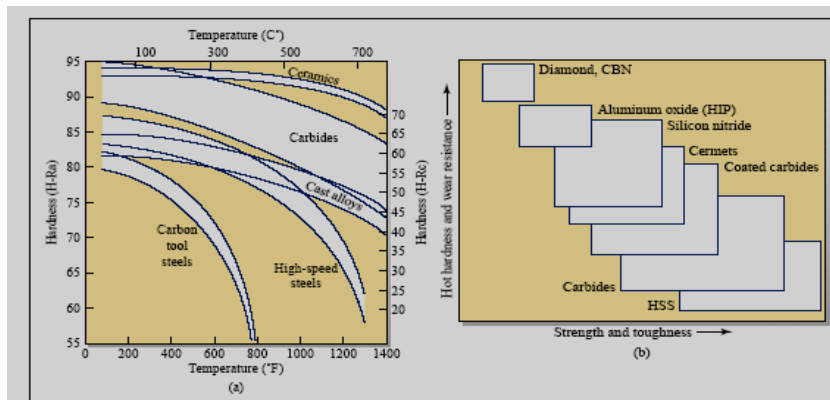 Temperature (C°)
100 300 500 700
95
90
85
80
75
70
65
60
55
Hardness (H-Ra)
Ceramics
Carbides
Cast alloys
Carbon
tool
steels
High-speed
steels
70
65
60
55
50
45
40
35
30
25
20
Hardness (H-Rc)
0 200 400 600 800 1000 1200 1400
Temperature (°F)
(a)
Hot hardness and wear resistance
Diamond, CBN
Aluminum oxide (HIP)
Silicon nitride
Cermets
Coated carbides
Carbides
HSS
Strength and toughness
(b)